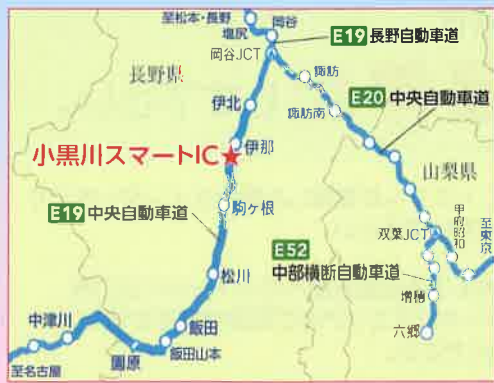 至松本・長野
岡谷
塩尻
E19 長野自動車道
岡谷JCT
長野県
諏訪
伊北
諏訪南
E20 中央自動車道
伊那
小黒川スマートIC
山梨県
駒ヶ根
E19 中央自動車道
甲府昭和
至東京
双葉JCT
E52
中部横断自動車道
松川
増穂
中津川
飯田
六郷
園原
飯田山本
至名古屋